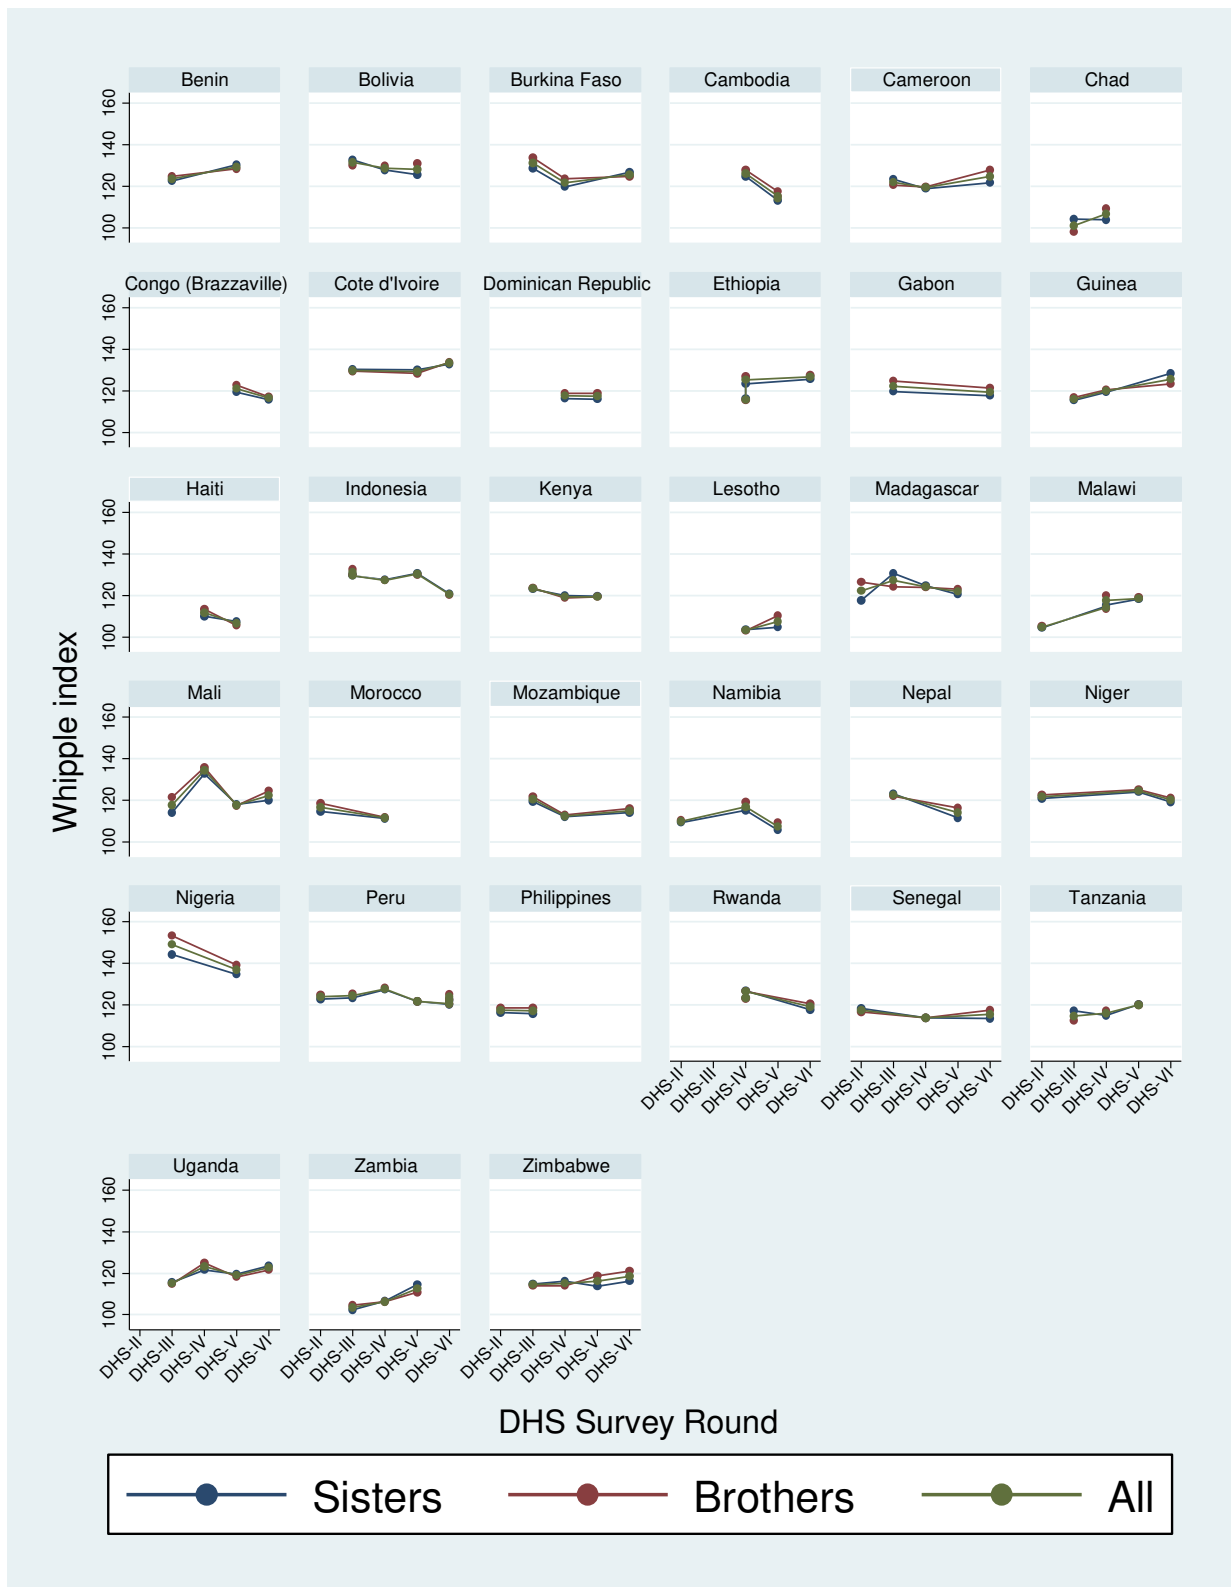 Benin Bolivia Burkina Faso Cambodia Cameroon Chad
160
140
120
100
Congo (Brazzaville) Cote d'Ivoire Dominican Republic Ethiopia Gabon Guinea
160
140
120
100
Haiti Indonesia Kenya Lesotho Madagascar Malawi
160
140
120
100
Whipple index
Mali Morocco Mozambique Namibia Nepal Niger
160
140
120
100
Nigeria Peru Philippines Rwanda Senegal Tanzania
160
140
120
100
DHS-II DHS-III DHS-IV DHS-V DHS-VI DHS-II DHS-III DHS-IV DHS-V DHS-VI DHS-II DHS-III DHS-IV DHS-V DHS-VI
Uganda Zambia Zimbabwe
160
140
120
100
DHS-II DHS-III DHS-IV DHS-V DHS-VI DHS-II DHS-III DHS-IV DHS-V DHS-VI DHS-II DHS-III DHS-IV DHS-V DHS-VI
DHS Survey Round
Sisters Brothers All